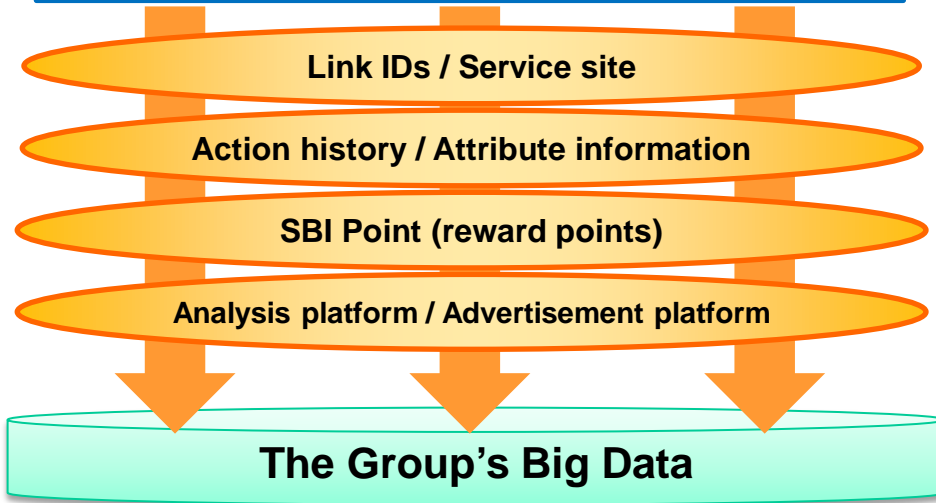 Link IDs / Service site
Action history / Attribute information
SBI Point (reward points)
Analysis platform / Advertisement platform
The Group's Big Data